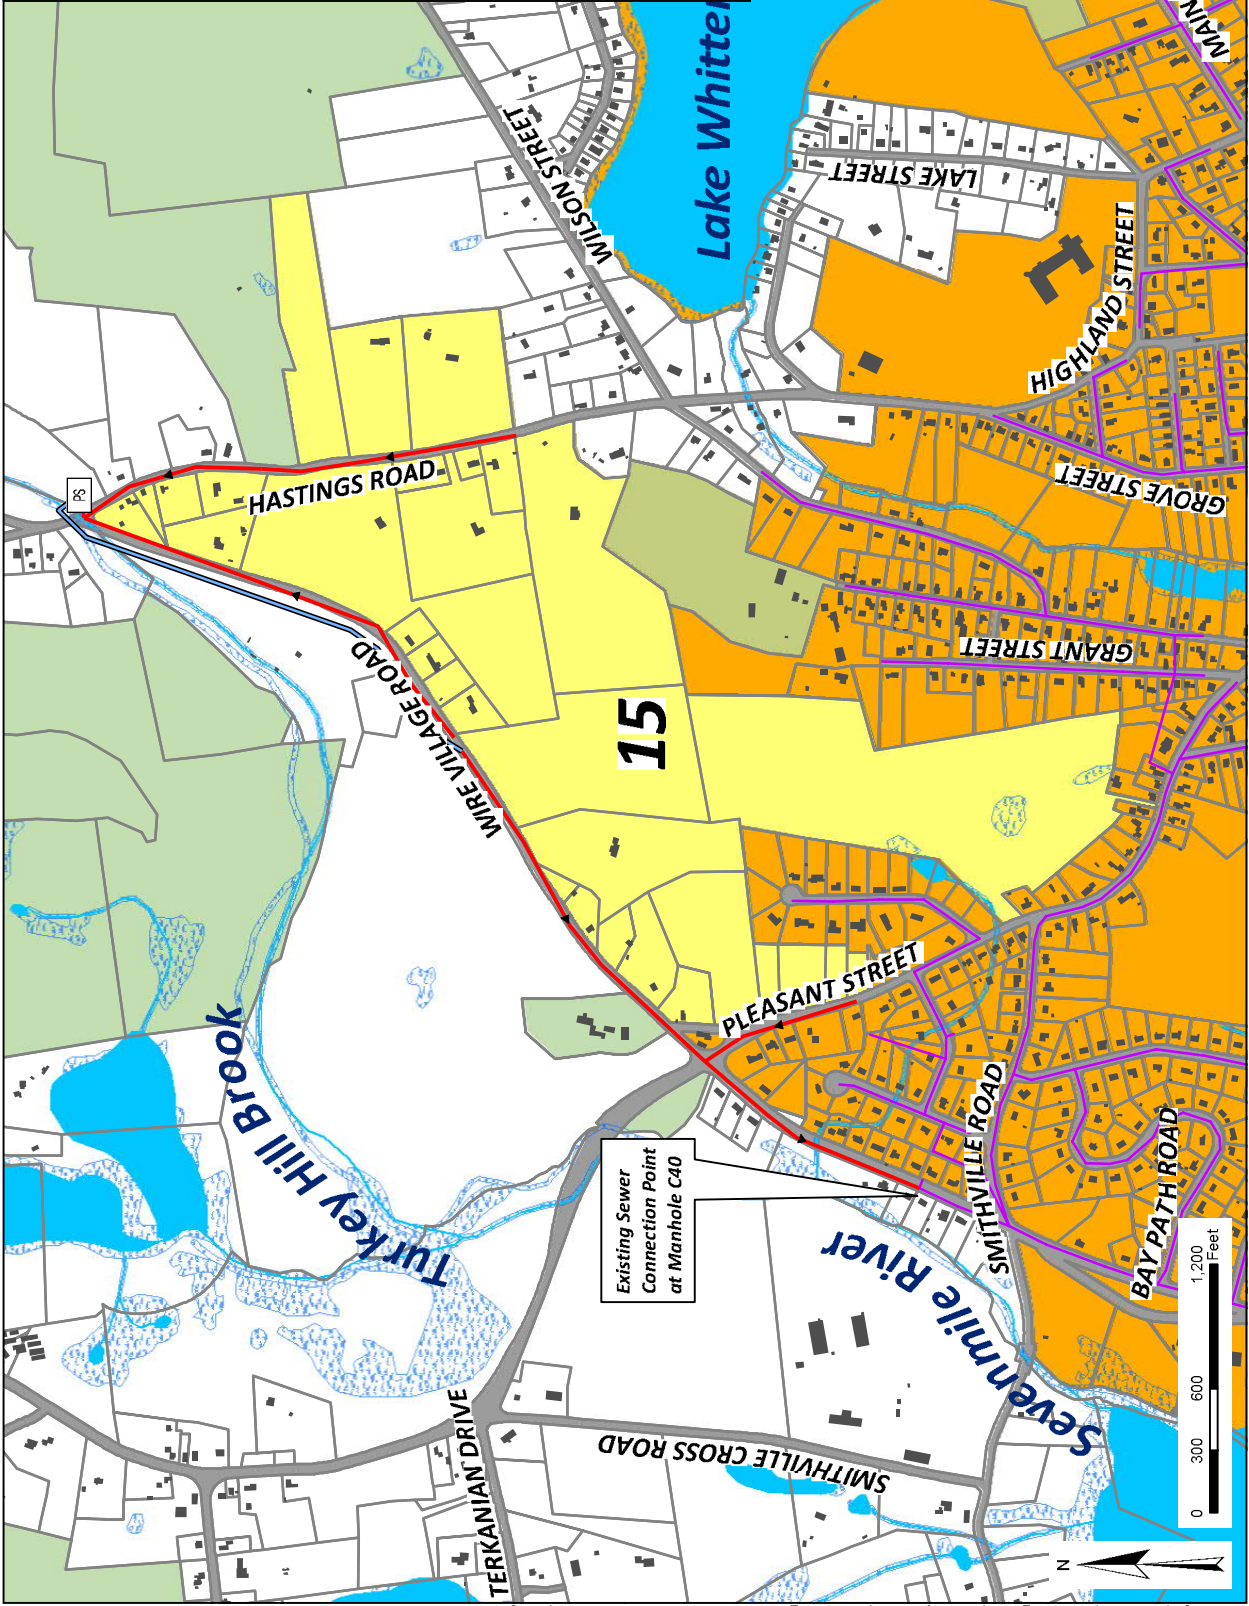 MAIN
Lake Whitter
WILSON STREET
LAKE STREET
HIGHLAND STREET
PS
HASTINGS ROAD
GROVE STREET
GRANT STREET
WIRE VILLAGE ROAD
15
PLEASANT STREET
Turkey Hill Brook
Existing Sewer
Connection Point
at Manhole C40
SMITHVILLE ROAD
BAY PATH ROAD
Sevenmile River
SMITHVILLE CROSS ROAD
TERKANIAN DRIVE
0 300 600 1,200
Feet
N